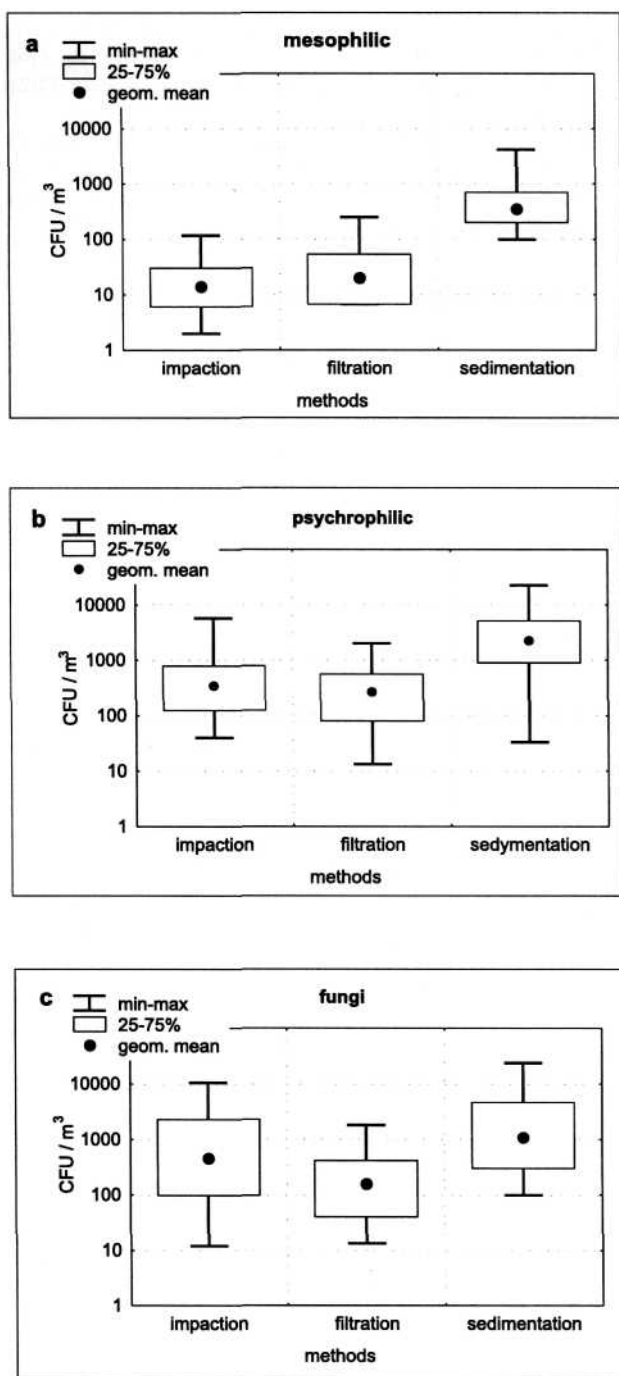 a
mesophilic
min-max
25-75%
geom. mean
10000
1000
100
10
1
CFU / m³
impaction filtration sedimentation
methods
b
psychrophilic
min-max
25-75%
geom. mean
10000
1000
100
10
1
CFU / m³
impaction filtration sedymentation
methods
c
fungi
min-max
25-75%
geom. mean
10000
1000
100
10
1
CFU / m³
impaction filtration sedimentation
methods